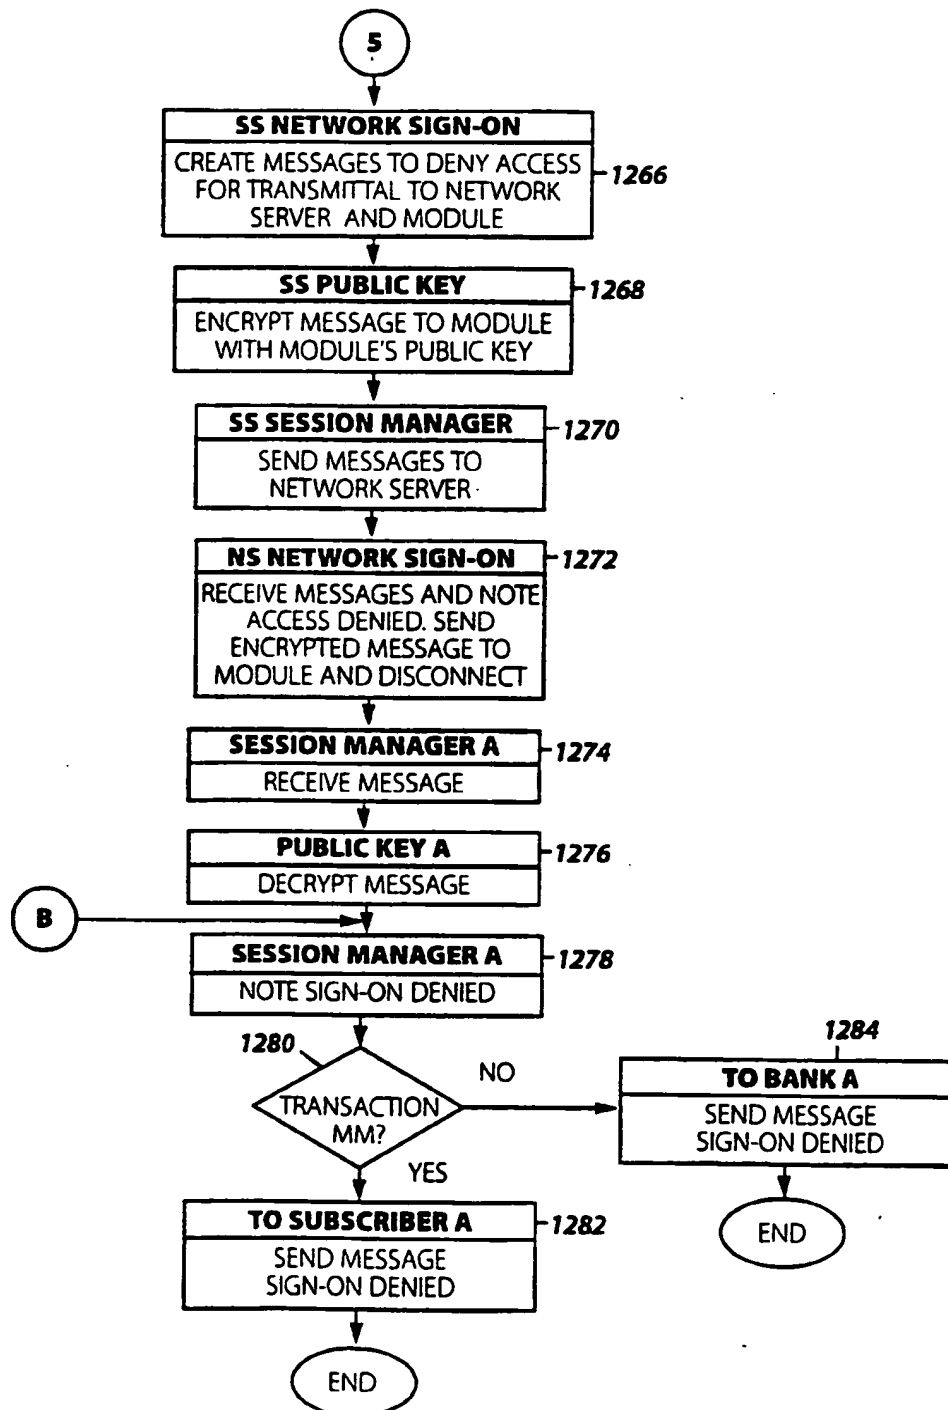 5
SS NETWORK SIGN-ON
CREATE MESSAGES TO DENY ACCESS
FOR TRANSMITTAL TO NETWORK
SERVER AND MODULE
1266
SS PUBLIC KEY
1268
ENCRYPT MESSAGE TO MODULE
WITH MODULE'S PUBLIC KEY
SS SESSION MANAGER
1270
SEND MESSAGES TO
NETWORK SERVER
NS NETWORK SIGN-ON
1272
RECEIVE MESSAGES AND NOTE
ACCESS DENIED. SEND
ENCRYPTED MESSAGE TO
MODULE AND DISCONNECT
SESSION MANAGER A
1274
RECEIVE MESSAGE
PUBLIC KEY A
1276
DECRYPT MESSAGE
B
SESSION MANAGER A
1278
NOTE SIGN-ON DENIED
1280
TRANSACTION
MM?
NO
YES
1284
TO BANK A
SEND MESSAGE
SIGN-ON DENIED
END
TO SUBSCRIBER A
1282
SEND MESSAGE
SIGN-ON DENIED
END